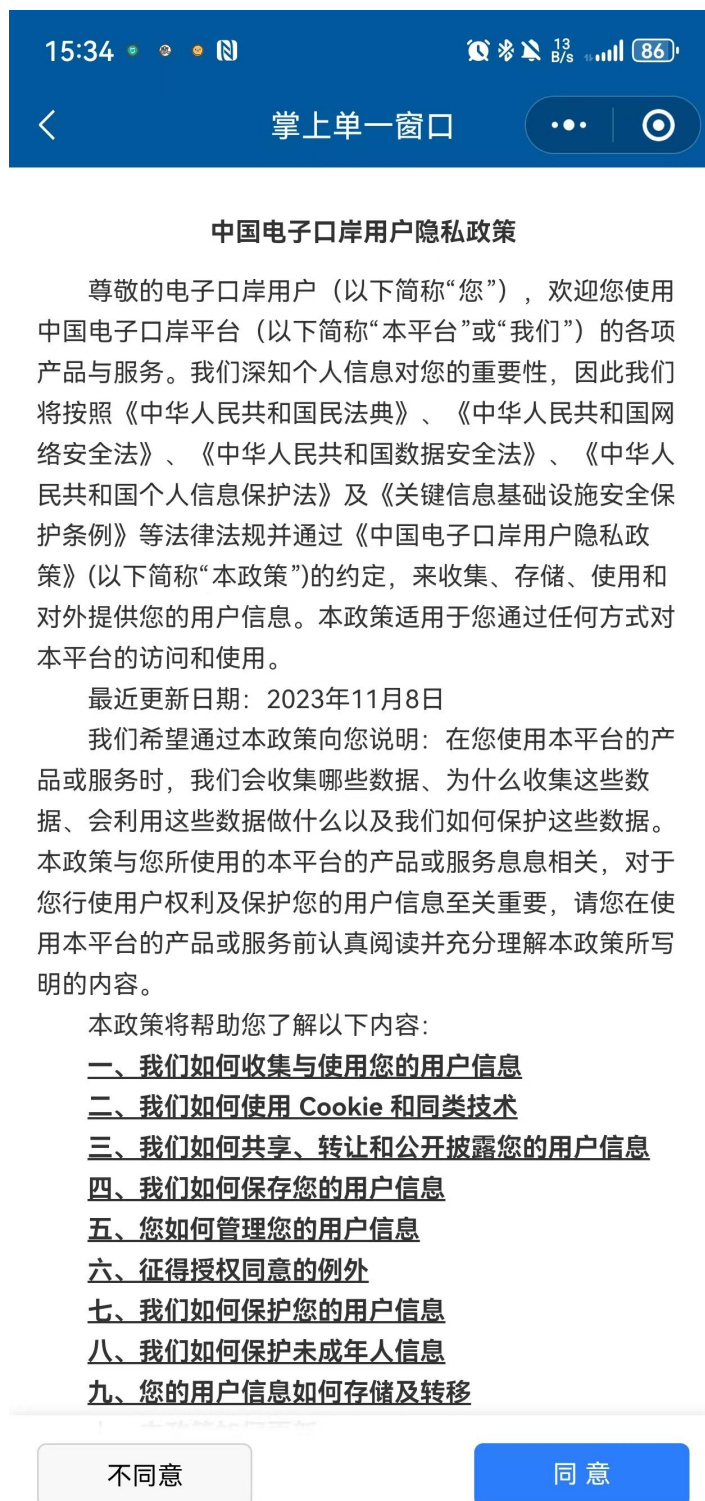 15:34
13
B/s
86
掌上单一窗口
中国电子口岸用户隐私政策
尊敬的电子口岸用户（以下简称“您”），欢迎您使用
中国电子口岸平台（以下简称“本平台”或“我们”）的各项
产品与服务。我们深知个人信息对您的重要性，因此我们
将按照《中华人民共和国民法典》、《中华人民共和国网
络安全法》、《中华人民共和国数据安全法》、《中华人
民共和国个人信息保护法》及《关键信息基础设施安全保
护条例》等法律法规并通过《中国电子口岸用户隐私政
策》(以下简称“本政策”)的约定，来收集、存储、使用和
对外提供您的用户信息。本政策适用于您通过任何方式对
本平台的访问和使用。
最近更新日期：2023年11月8日
我们希望通过本政策向您说明：在您使用本平台的产
品或服务时，我们会收集哪些数据、为什么收集这些数
据、会利用这些数据做什么以及我们如何保护这些数据。
本政策与您所使用的本平台的产品或服务息息相关，对于
您行使用户权利及保护您的用户信息至关重要，请您在使
用本平台的产品或服务前认真阅读并充分理解本政策所写
明的内容。
本政策将帮助您了解以下内容：
一、我们如何收集与使用您的用户信息
二、我们如何使用 Cookie 和同类技术
三、我们如何共享、转让和公开披露您的用户信息
四、我们如何保存您的用户信息
五、您如何管理您的用户信息
六、征得授权同意的例外
七、我们如何保护您的用户信息
八、我们如何保护未成年人信息
九、您的用户信息如何存储及转移
不同意
同意